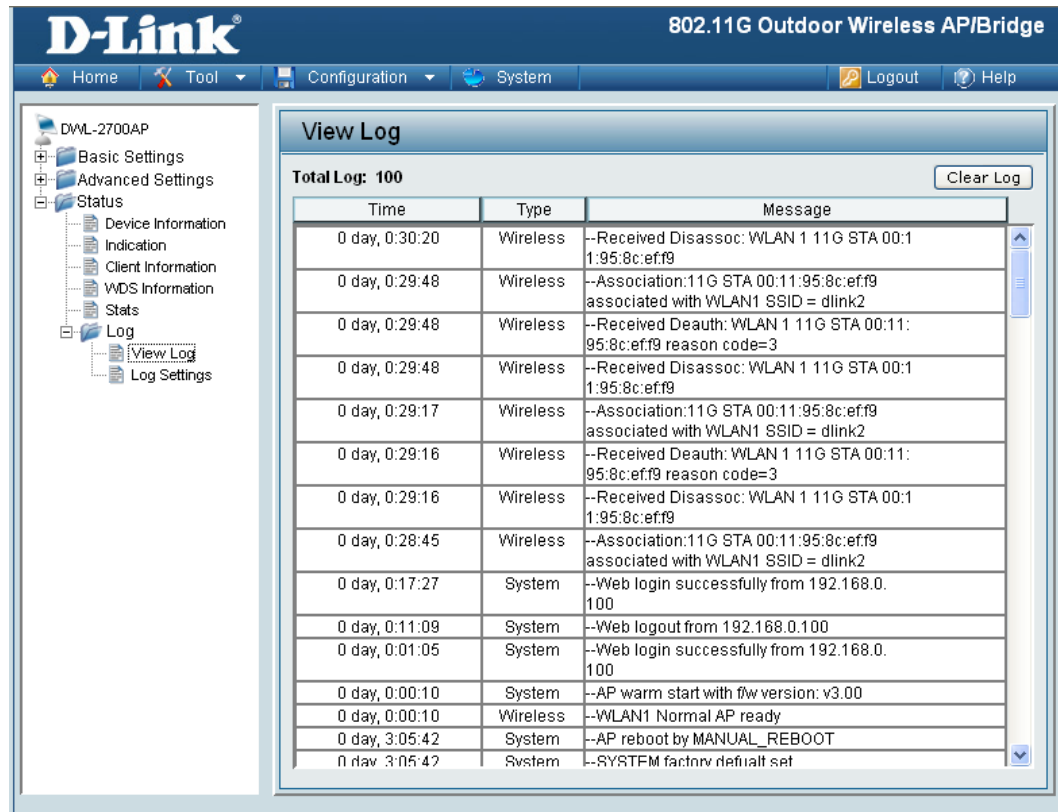 D-Link®
802.11G Outdoor Wireless AP/Bridge
Home
Tool
Configuration
System
Logout
Help
DWL-2700AP
Basic Settings
Advanced Settings
Status
Device Information
Indication
Client Information
WDS Information
Stats
Log
View Log
Log Settings
View Log
Total Log: 100
Clear Log
Time Type Message
0 day, 0:30:20 Wireless --Received Disassoc: WLAN 1 11G STA 00:1
1:95:8c:ef:f9
0 day, 0:29:48 Wireless --Association:11G STA 00:11:95:8c:ef:f9
associated with WLAN1 SSID = dlink2
0 day, 0:29:48 Wireless --Received Deauth: WLAN 1 11G STA 00:11:
95:8c:ef:f9 reason code=3
0 day, 0:29:48 Wireless --Received Disassoc: WLAN 1 11G STA 00:1
1:95:8c:ef:f9
0 day, 0:29:17 Wireless --Association:11G STA 00:11:95:8c:ef:f9
associated with WLAN1 SSID = dlink2
0 day, 0:29:16 Wireless --Received Deauth: WLAN 1 11G STA 00:11:
95:8c:ef:f9 reason code=3
0 day, 0:29:16 Wireless --Received Disassoc: WLAN 1 11G STA 00:1
1:95:8c:ef:f9
0 day, 0:28:45 Wireless --Association:11G STA 00:11:95:8c:ef:f9
associated with WLAN1 SSID = dlink2
0 day, 0:17:27 System --Web login successfully from 192.168.0.
100
0 day, 0:11:09 System --Web logout from 192.168.0.100
0 day, 0:01:05 System --Web login successfully from 192.168.0.
100
0 day, 0:00:10 System --AP warm start with f/w version: v3.00
0 day, 0:00:10 Wireless --WLAN1 Normal AP ready
0 day, 3:05:42 System --AP reboot by MANUAL_REBOOT
0 day, 3:05:42 System --SYSTEM factory defualt set